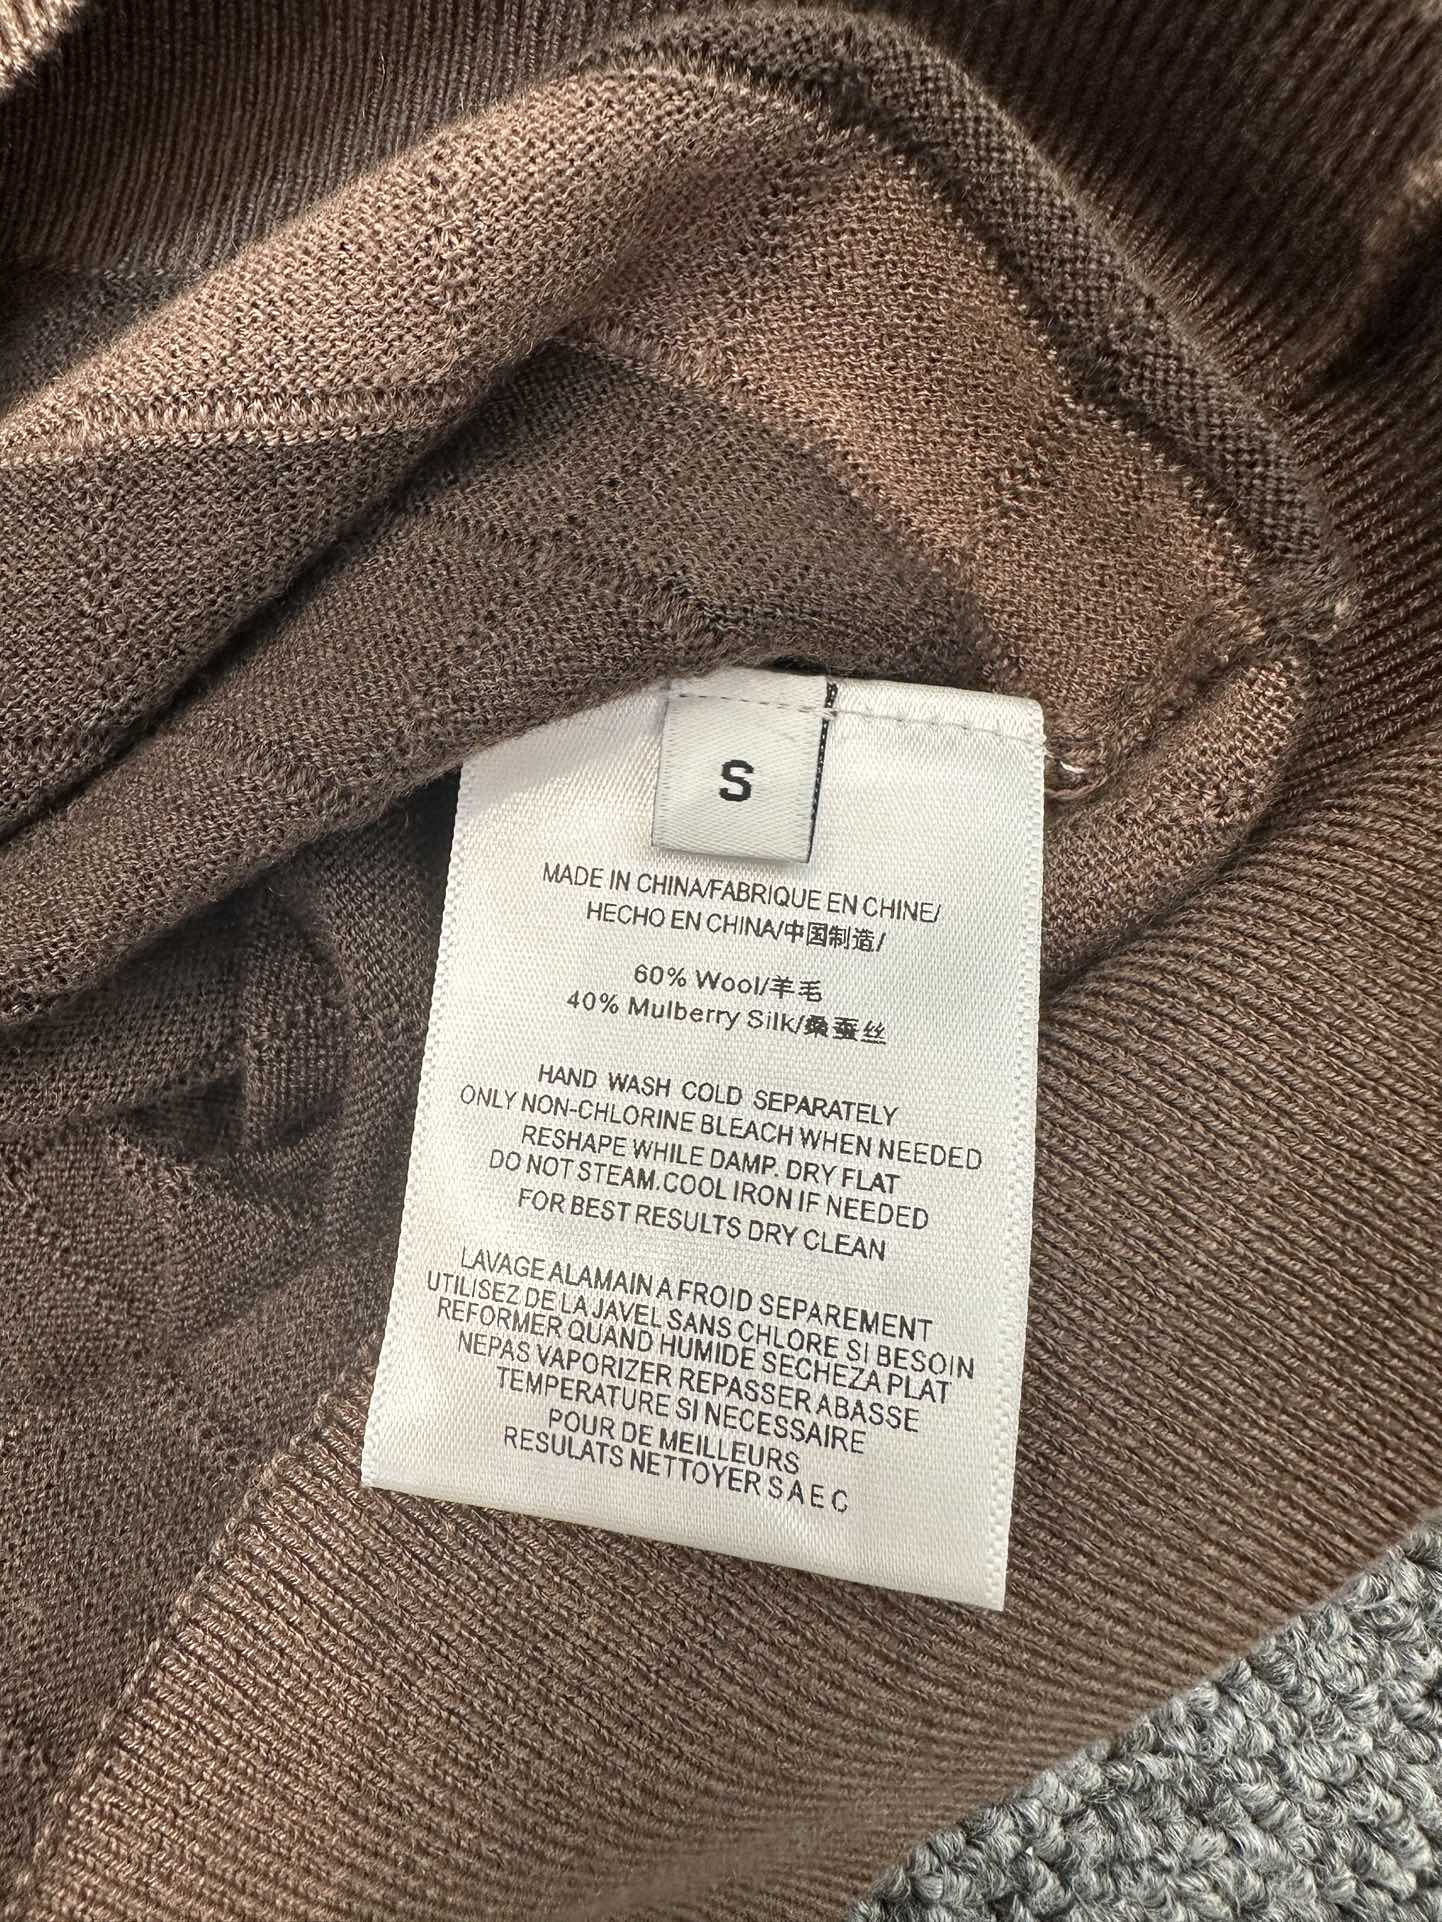 S
MADE IN CHINA/FABRIQUE EN CHINE/
HECHO EN CHINA/中国制造/
60% Wool/羊毛
40% Mulberry Silk/桑蚕丝
HAND WASH COLD SEPARATELY
ONLY NON-CHLORINE BLEACH WHEN NEEDED
RESHAPE WHILE DAMP. DRY FLAT
DO NOT STEAM.COOL IRON IF NEEDED
FOR BEST RESULTS DRY CLEAN
LAVAGE ALAMAIN A FROID SEPAREMENT
UTILISEZ DE LA JAVEL SANS CHLORE SI BESOIN
REFORMER QUAND HUMIDE SECHEZA PLAT
NEPAS VAPORIZER REPASSER ABASSE
TEMPERATURE SI NECESSAIRE
POUR DE MEILLEURS
RESULATS NETTOYER S A E C